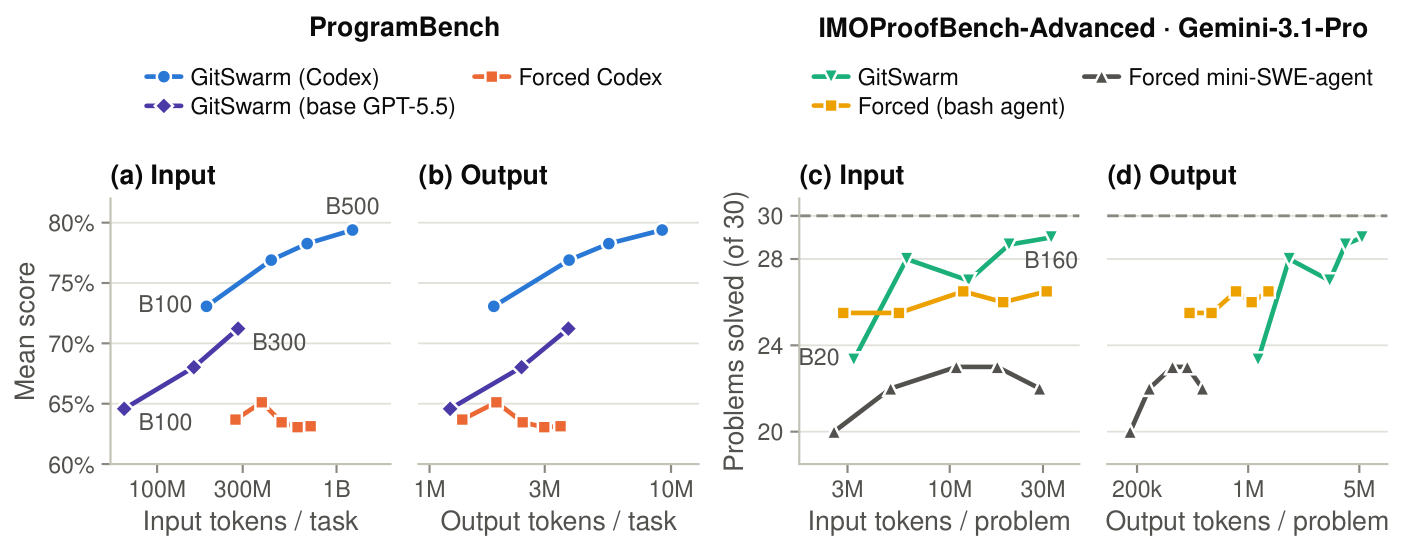 ProgramBench
GitSwarm (Codex)
Forced Codex
GitSwarm (base GPT-5.5)
IMOProofBench-Advanced · Gemini-3.1-Pro
GitSwarm
Forced mini-SWE-agent
Forced (bash agent)
(a) Input
Mean score
80%
75%
70%
65%
60%
B500
B100
B300
B100
100M
300M
1B
Input tokens / task
(b) Output
1M
3M
10M
Output tokens / task
(c) Input
Problems solved (of 30)
30
28
24
20
B160
B20
3M
10M
30M
Input tokens / problem
(d) Output
200k
1M
5M
Output tokens / problem